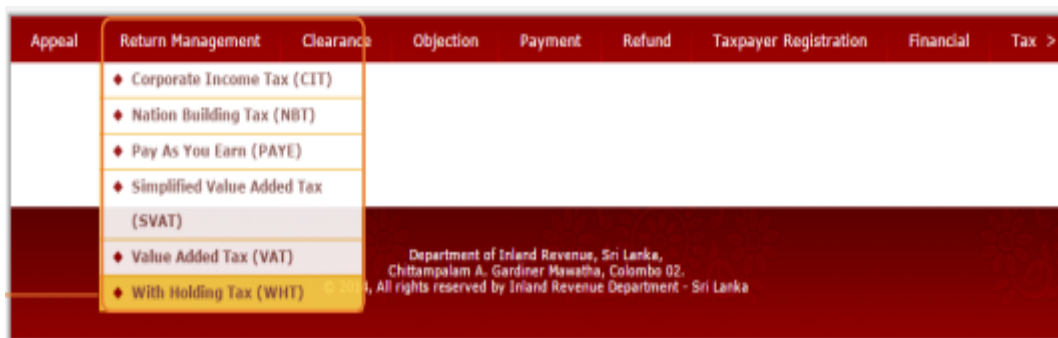 Appeal Return Management Clearance Objection Payment Refund Taxpayer Registration Financial Tax >
Corporate Income Tax (CIT)
Nation Building Tax (NBT)
Pay As You Earn (PAYE)
Simplified Value Added Tax
(SVAT)
Value Added Tax (VAT)
With Holding Tax (WHT)
Department of Inland Revenue, Sri Lanka,
Chittampalam A. Gardiner Mawatha, Colombo 02.
All rights reserved by Inland Revenue Department - Sri Lanka